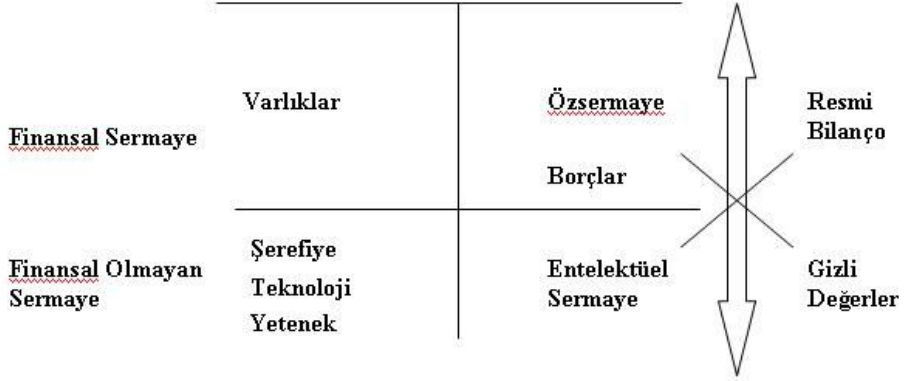 Varlıklar
Özsermaye
Resmi
Bilanço
Finansal Sermaye
Borçlar
Şerefiye
Teknoloji
Yetenek
Finansal Olmayan
Sermaye
Entelektüel
Sermaye
Gizli
Değerler